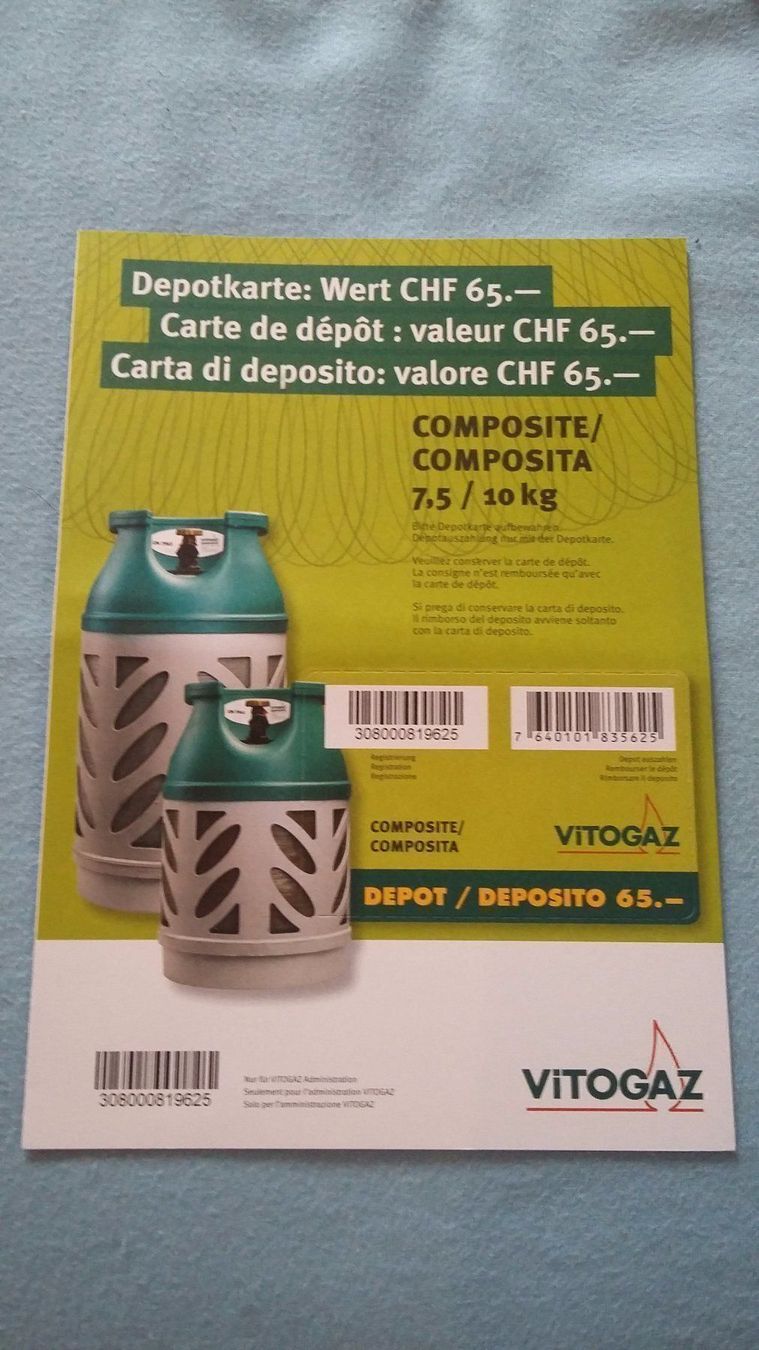 Depotkarte: Wert CHF 65.—
Carte de dépôt : valeur CHF 65.—
Carta di deposito: valore CHF 65.—
COMPOSITE/
COMPOSITA
7,5 / 10 kg
Bitte Depotkarte aufbewahren.
Depotauszahlung nur mit der Depotkarte.
Veuillez conserver la carte de dépôt.
La consigne n'est remboursée qu'avec
la carte de dépôt.
Si prega di conservare la carta di deposito.
Il rimborso del deposito avviene soltanto
con la carta di deposito.
308000819625
7 640101 835625
Registrierung
Registration
Registrazione
Depot auszahlen
Rembourser le dépôt
Rimborsare il deposito
COMPOSITE/
COMPOSITA
ViTOGAZ
DEPOT / DEPOSITO 65.—
308000819625
Nur für VITOGAZ Administration
Seulement pour l'administration VITOGAZ
Solo per l'amministrazione VITOGAZ
ViTOGAZ